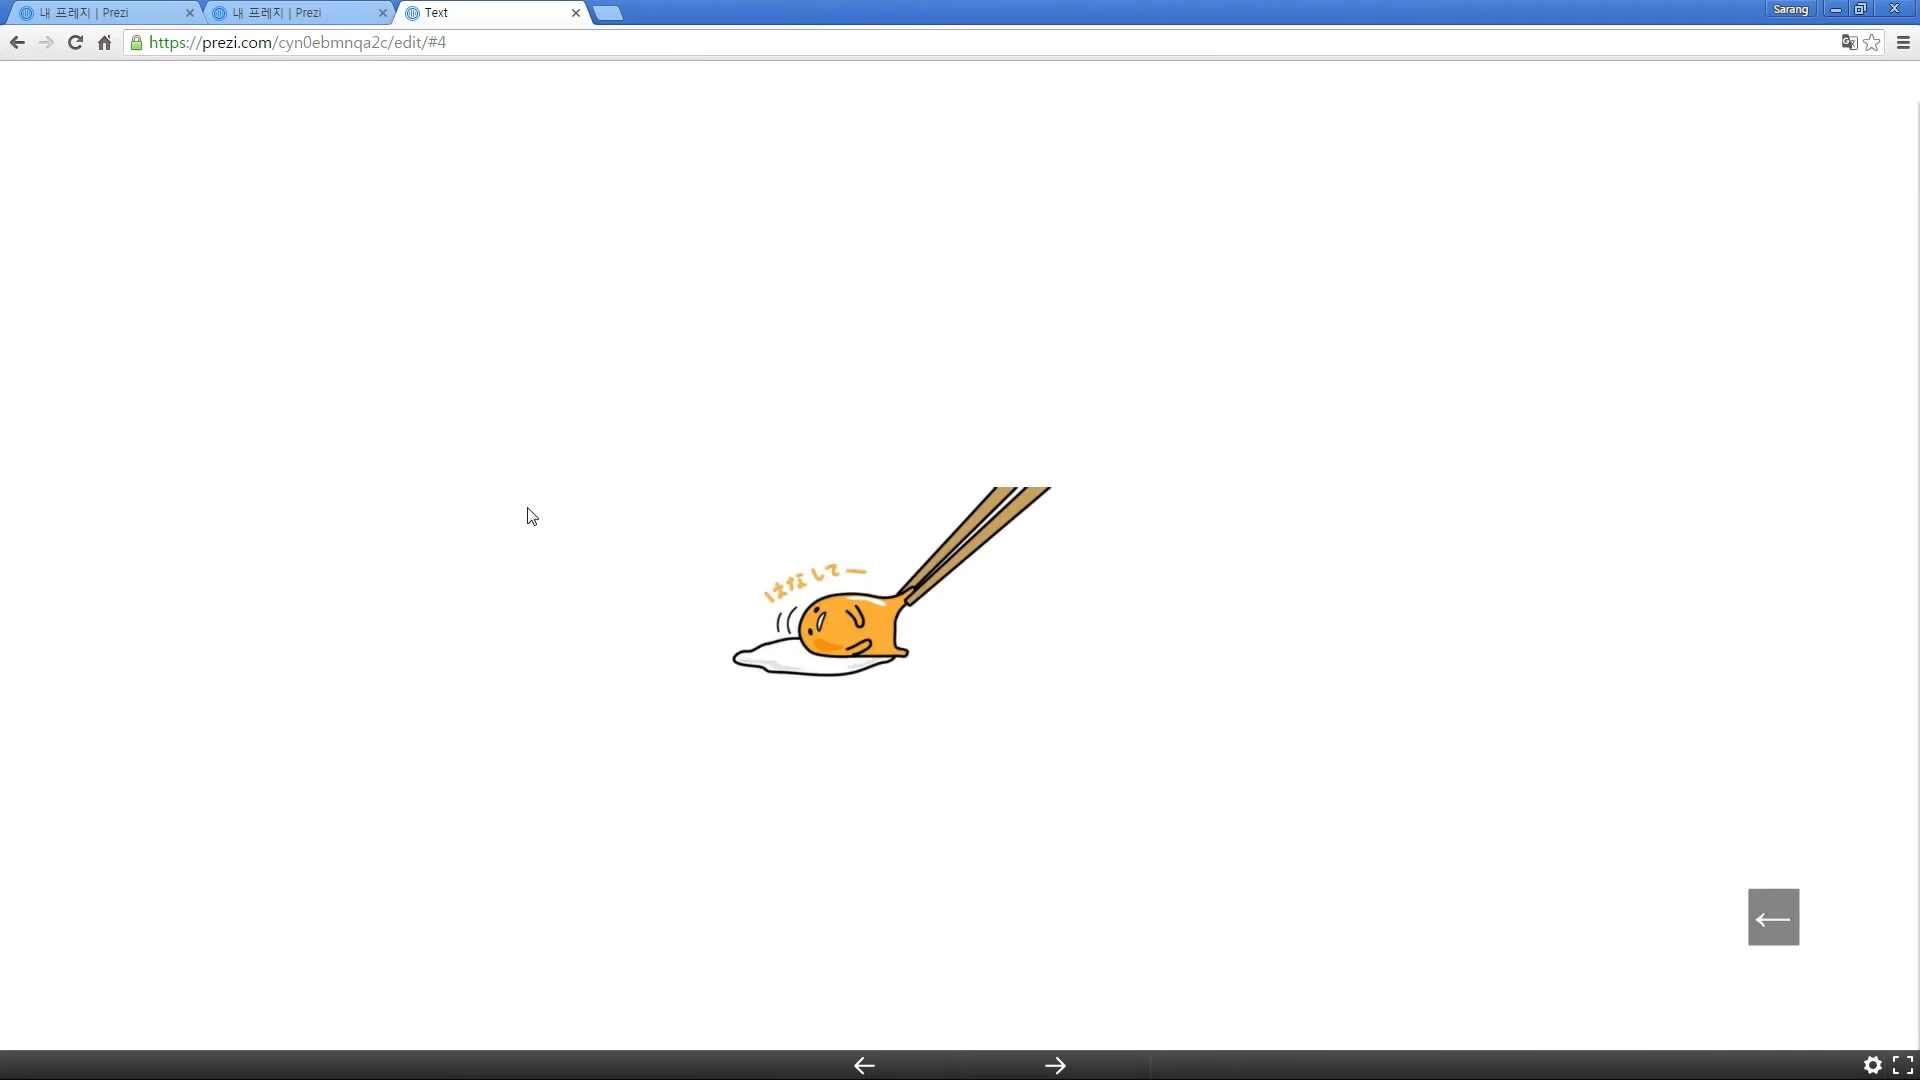 내 프레지 | Prezi
내 프레지 | Prezi
Text
Sarang
https://prezi.com/cyn0ebmnqa2c/edit/#4
はなしてー